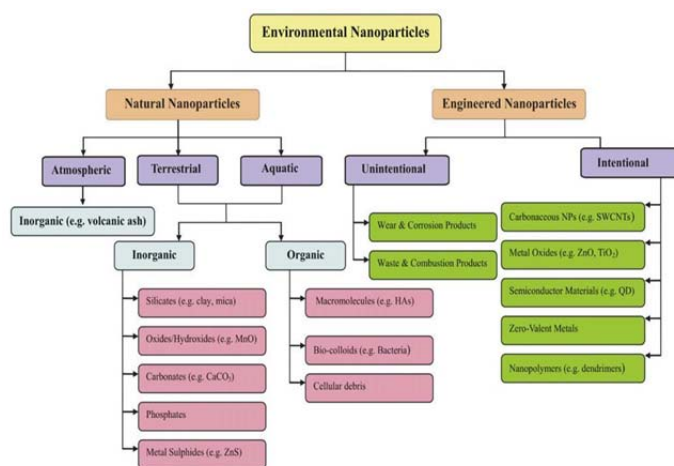 Environmental Nanoparticles
Natural Nanoparticles
Engineered Nanoparticles
Atmospheric
Terrestrial
Aquatic
Unintentional
Intentional
Inorganic (e.g. volcanic ash)
Inorganic
Organic
Wear & Corrosion Products
Waste & Combustion Products
Carbonaceous NPs (e.g. SWCNTs)
Metal Oxides (e.g. ZnO, TiO₂)
Semiconductor Materials (e.g. QD)
Zero-Valent Metals
Nanopolymers (e.g. dendrimers)
Silicates (e.g. clay, mica)
Oxides/Hydroxides (e.g. MnO)
Carbonates (e.g. CaCO₃)
Phosphates
Metal Sulphides (e.g. ZnS)
Macromolecules (e.g. HAs)
Bio-colloids (e.g. Bacteria)
Cellular debris